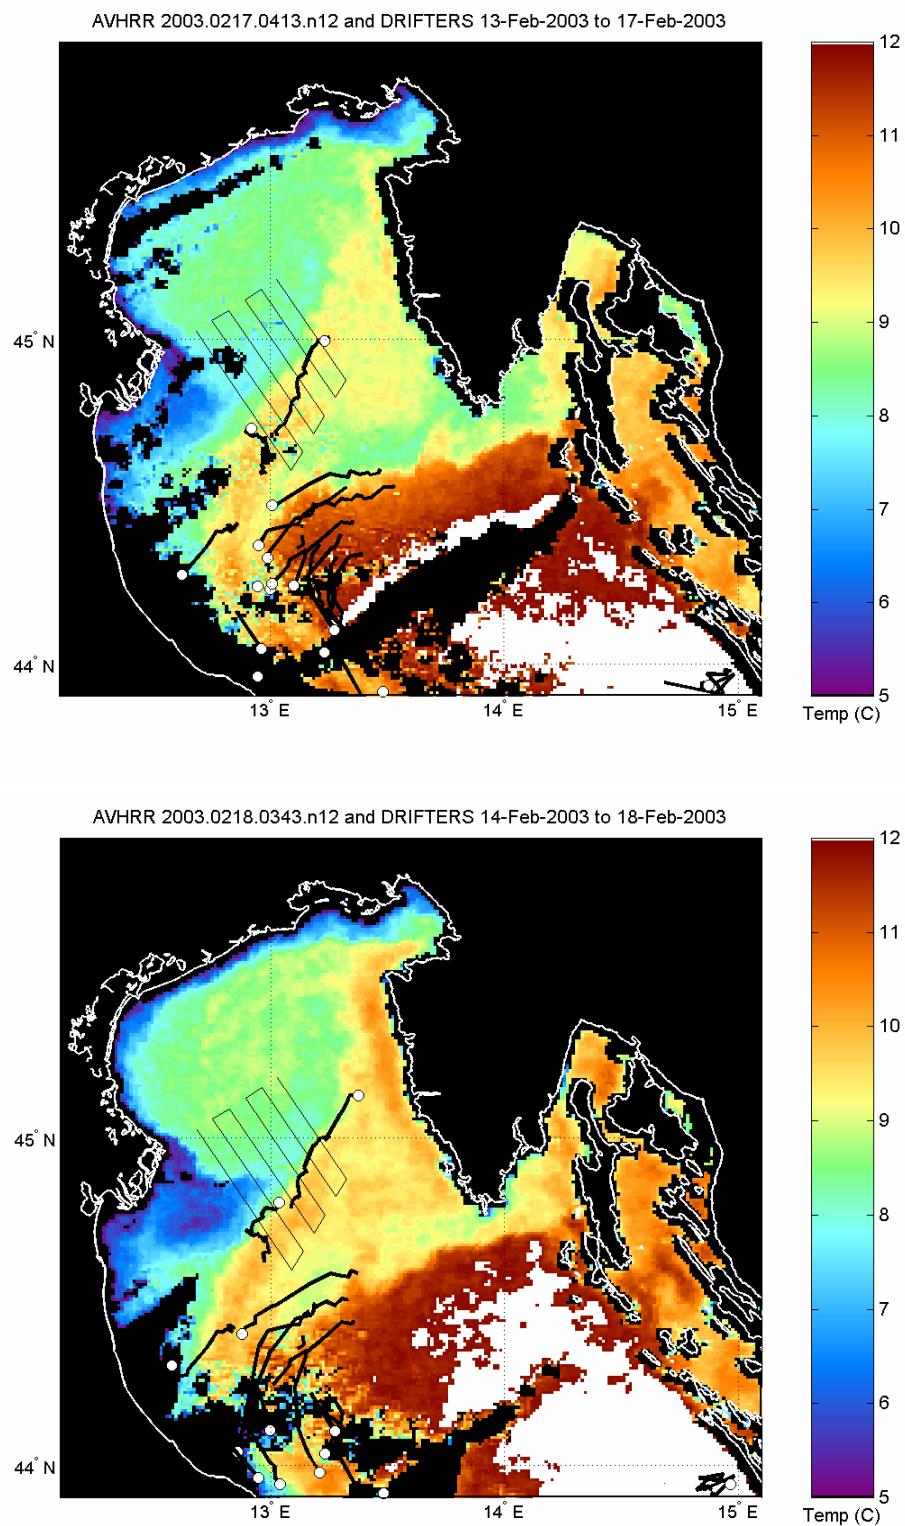 AVHRR 2003.0217.0413.n12 and DRIFTERS 13-Feb-2003 to 17-Feb-2003
12
11
10
9
8
7
6
5
Temp (C)
45° N
44° N
13° E
14° E
15° E
AVHRR 2003.0218.0343.n12 and DRIFTERS 14-Feb-2003 to 18-Feb-2003
12
11
10
9
8
7
6
5
Temp (C)
45° N
44° N
13° E
14° E
15° E